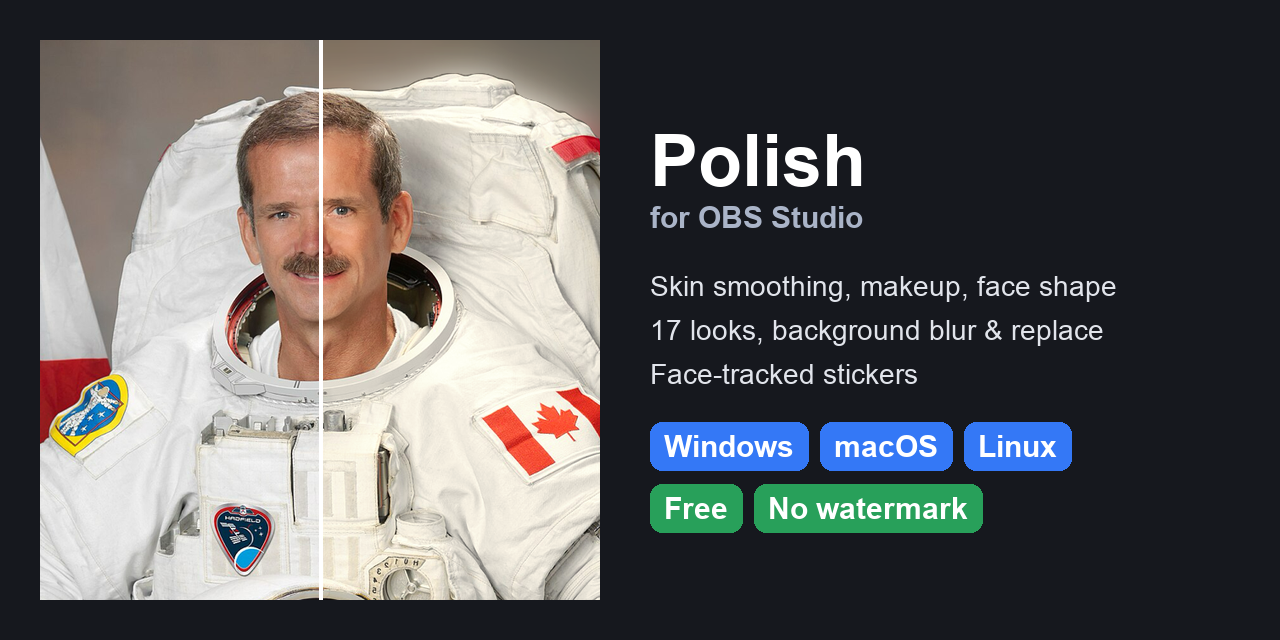 Polish
for OBS Studio
Skin smoothing, makeup, face shape
17 looks, background blur & replace
Face-tracked stickers
Windows macOS Linux
Free No watermark
HADFIELD